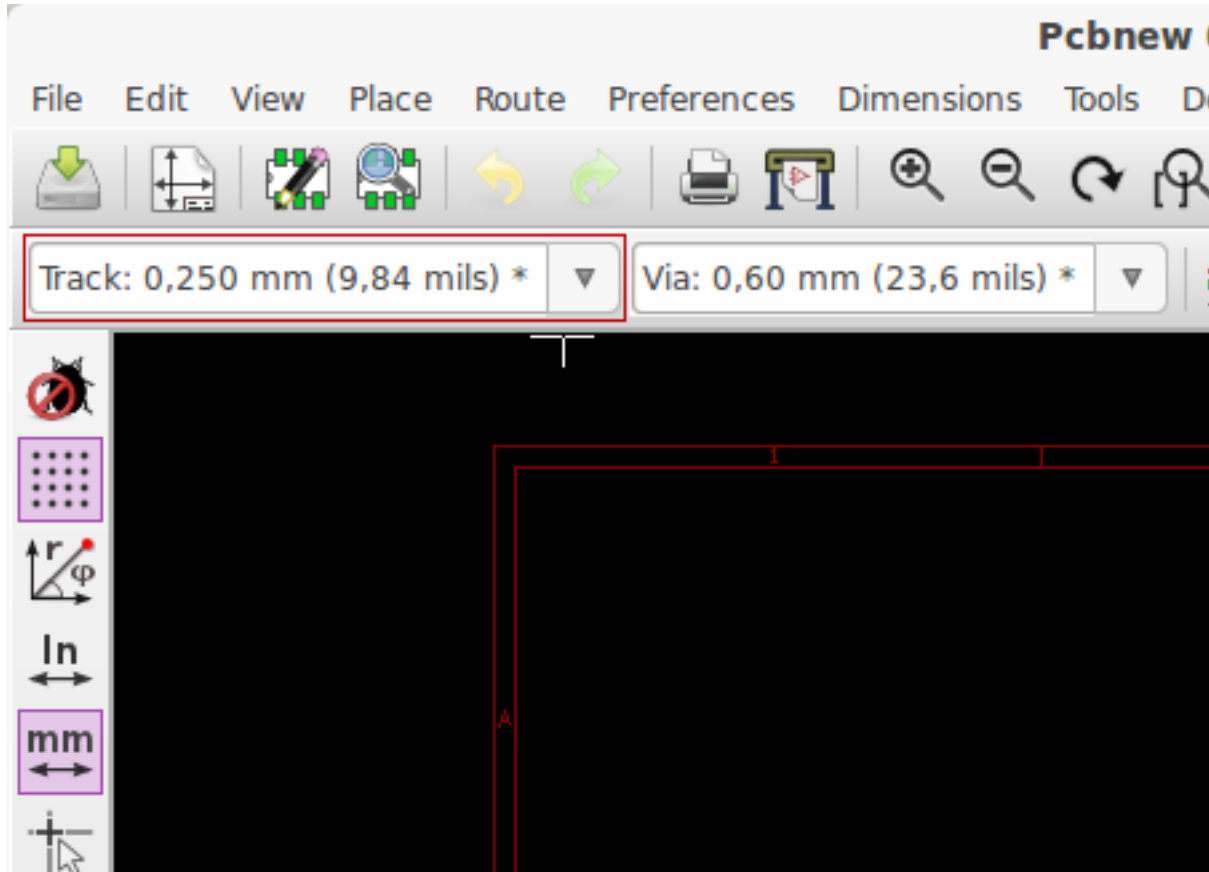 Pcbnew
File Edit View Place Route Preferences Dimensions Tools
Track: 0,250 mm (9,84 mils) * Via: 0,60 mm (23,6 mils) *
1
r
φ
In
mm
A